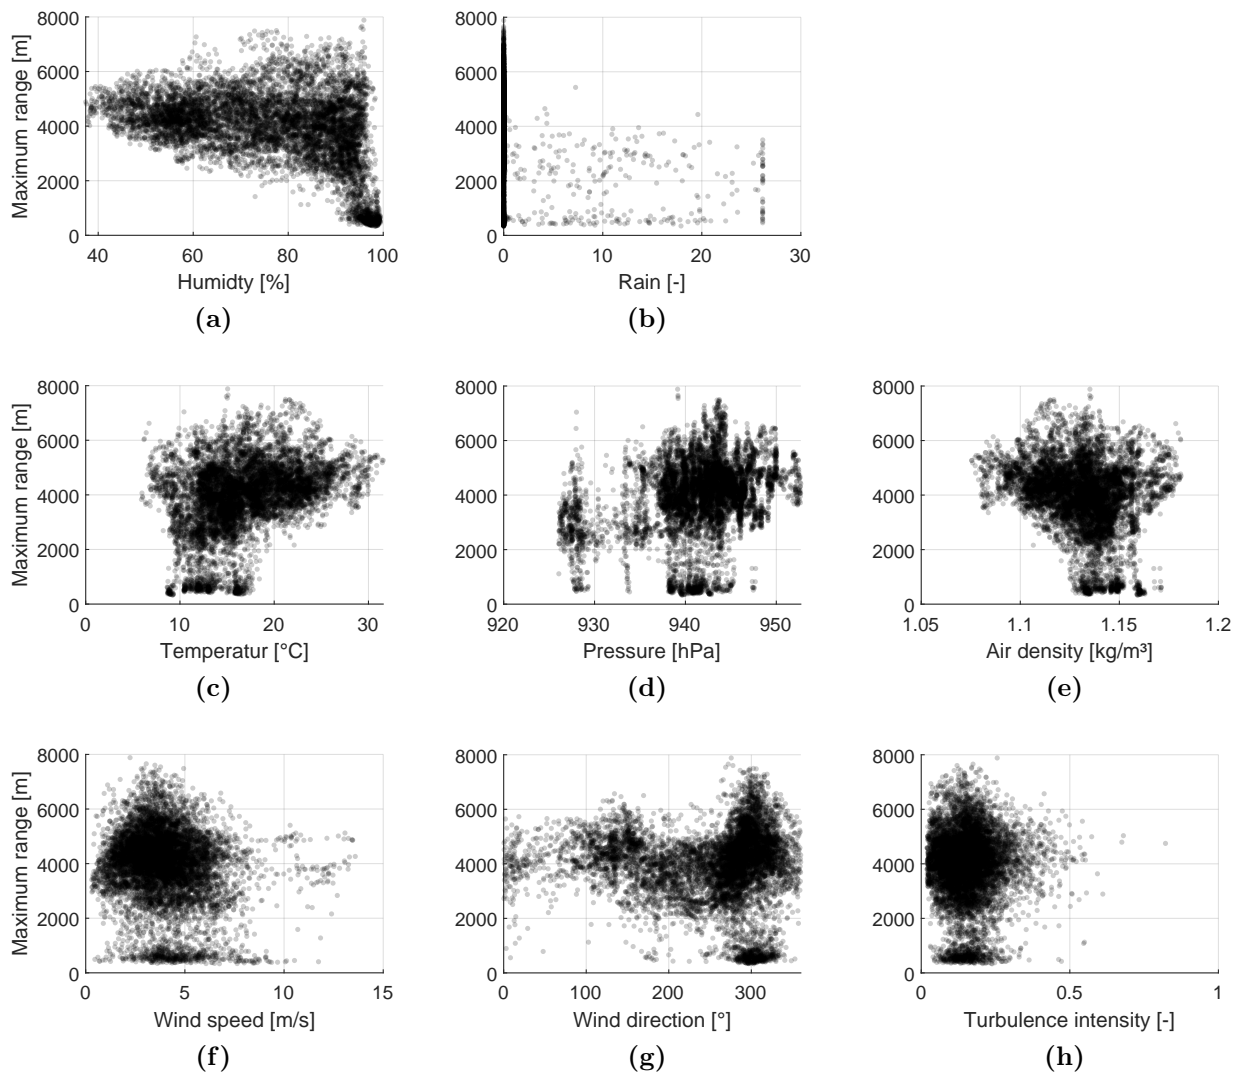 8000
6000
4000
2000
0
Maximum range [m]
40 60 80 100
Humidty [%]
(a)
8000
6000
4000
2000
0
0 10 20 30
Rain [-]
(b)
8000
6000
4000
2000
0
Maximum range [m]
0 10 20 30
Temperatur [°C]
(c)
8000
6000
4000
2000
0
920 930 940 950
Pressure [hPa]
(d)
8000
6000
4000
2000
0
1.05 1.1 1.15 1.2
Air density [kg/m³]
(e)
8000
6000
4000
2000
0
Maximum range [m]
0 5 10 15
Wind speed [m/s]
(f)
8000
6000
4000
2000
0
0 100 200 300
Wind direction [°]
(g)
8000
6000
4000
2000
0
0 0.5 1
Turbulence intensity [-]
(h)